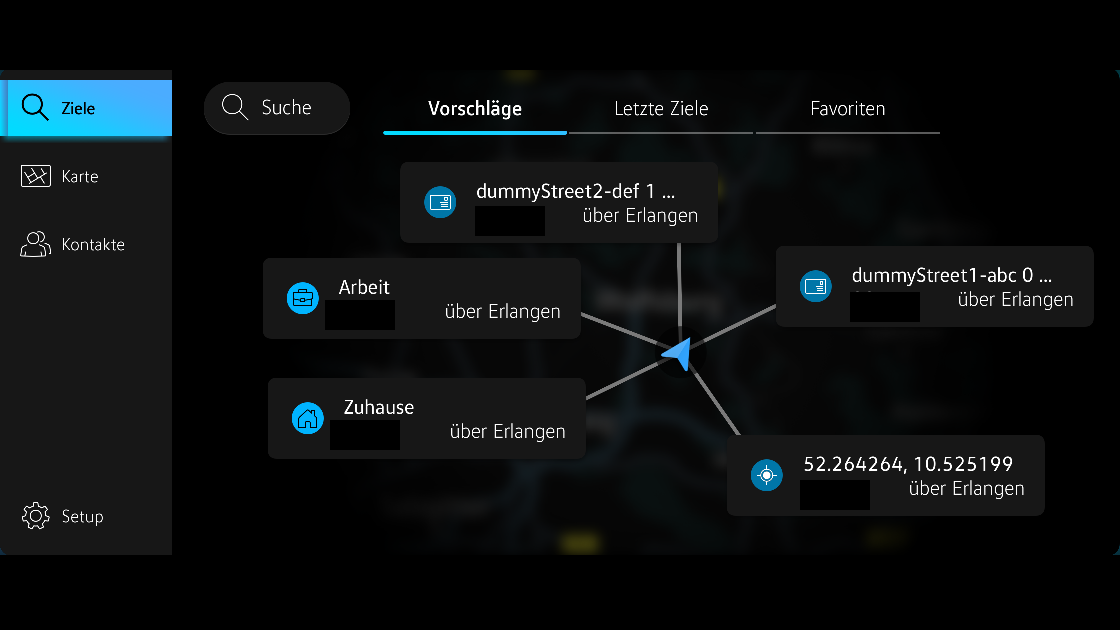 Ziele
Karte
Kontakte
Setup
Suche
Vorschläge
Letzte Ziele
Favoriten
dummyStreet2-def 1 ...
über Erlangen
dummyStreet1-abc 0 ...
über Erlangen
Arbeit
über Erlangen
Zuhause
über Erlangen
52.264264, 10.525199
über Erlangen